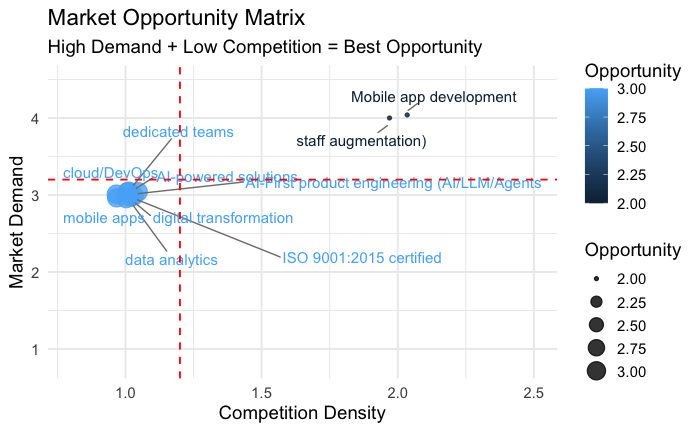 Market Opportunity Matrix
High Demand + Low Competition = Best Opportunity
Market Demand
4
3
2
1
Mobile app development
staff augmentation)
dedicated teams
cloud/DevOps
AI-powered solutions
AI-First product engineering (AI/LLM/Agents
mobile apps
digital transformation
data analytics
ISO 9001:2015 certified
1.0
1.5
2.0
2.5
Competition Density
Opportunity
3.00
2.75
2.50
2.25
2.00
Opportunity
2.00
2.25
2.50
2.75
3.00